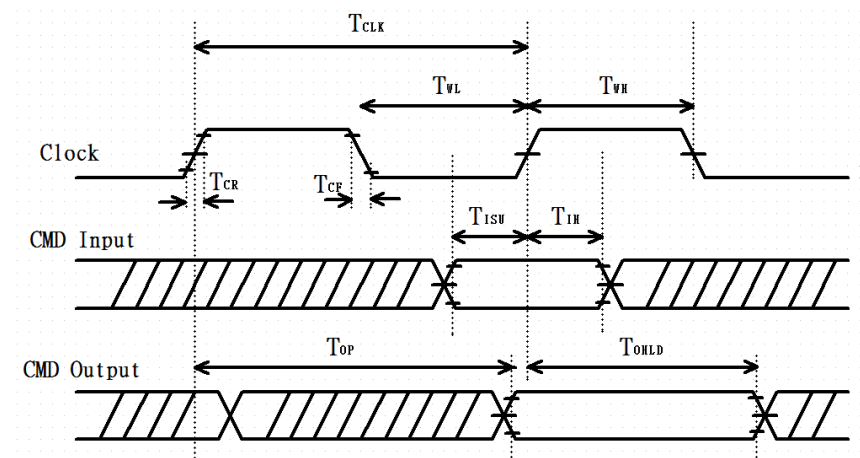 TCLK
TWL TWH
Clock
TCR TCF
TISU TIH
CMD Input
TOP TOHLD
CMD Output